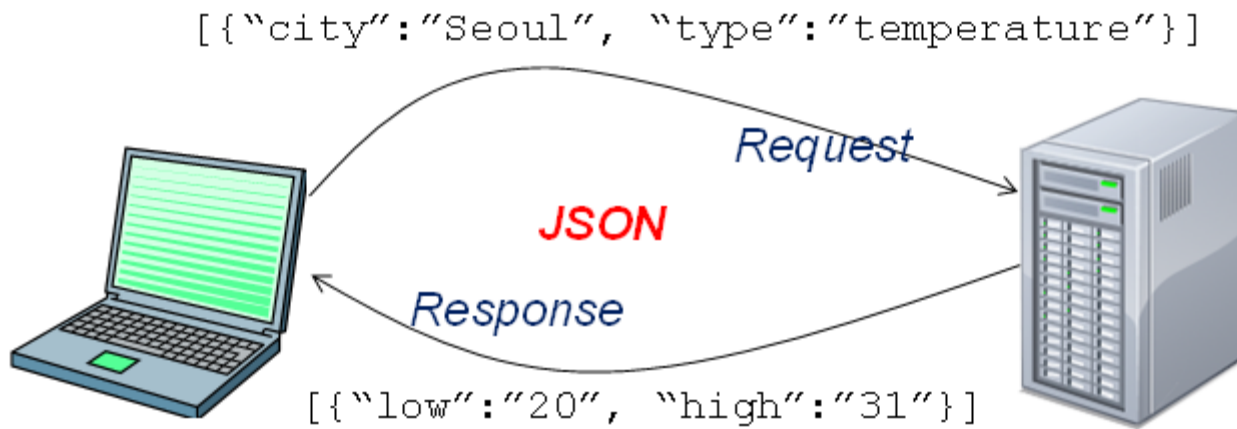 [{“city”:”Seoul”, “type”:”temperature”}]
Request
JSON
Response
[{“low”:”20”, “high”:”31”}]